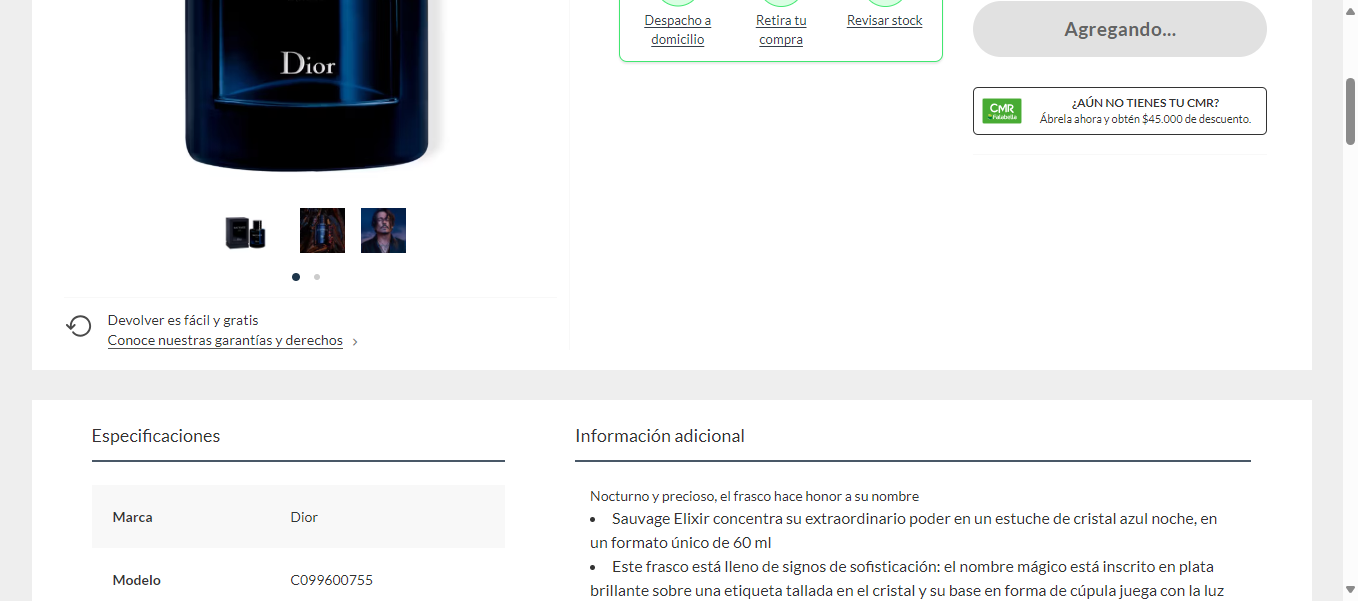 Dior
Despacho a
domicilio
Retira tu
compra
Revisar stock
Agregando...
CMR
Falabella
¿AÚN NO TIENES TU CMR?
Ábrela ahora y obtén $45.000 de descuento.
Devolver es fácil y gratis
Conoce nuestras garantías y derechos
Especificaciones
Marca Dior
Modelo C099600755
Información adicional
Nocturno y precioso, el frasco hace honor a su nombre
• Sauvage Elixir concentra su extraordinario poder en un estuche de cristal azul noche, en
un formato único de 60 ml
• Este frasco está lleno de signos de sofisticación: el nombre mágico está inscrito en plata
brillante sobre una etiqueta tallada en el cristal y su base en forma de cúpula juega con la luz